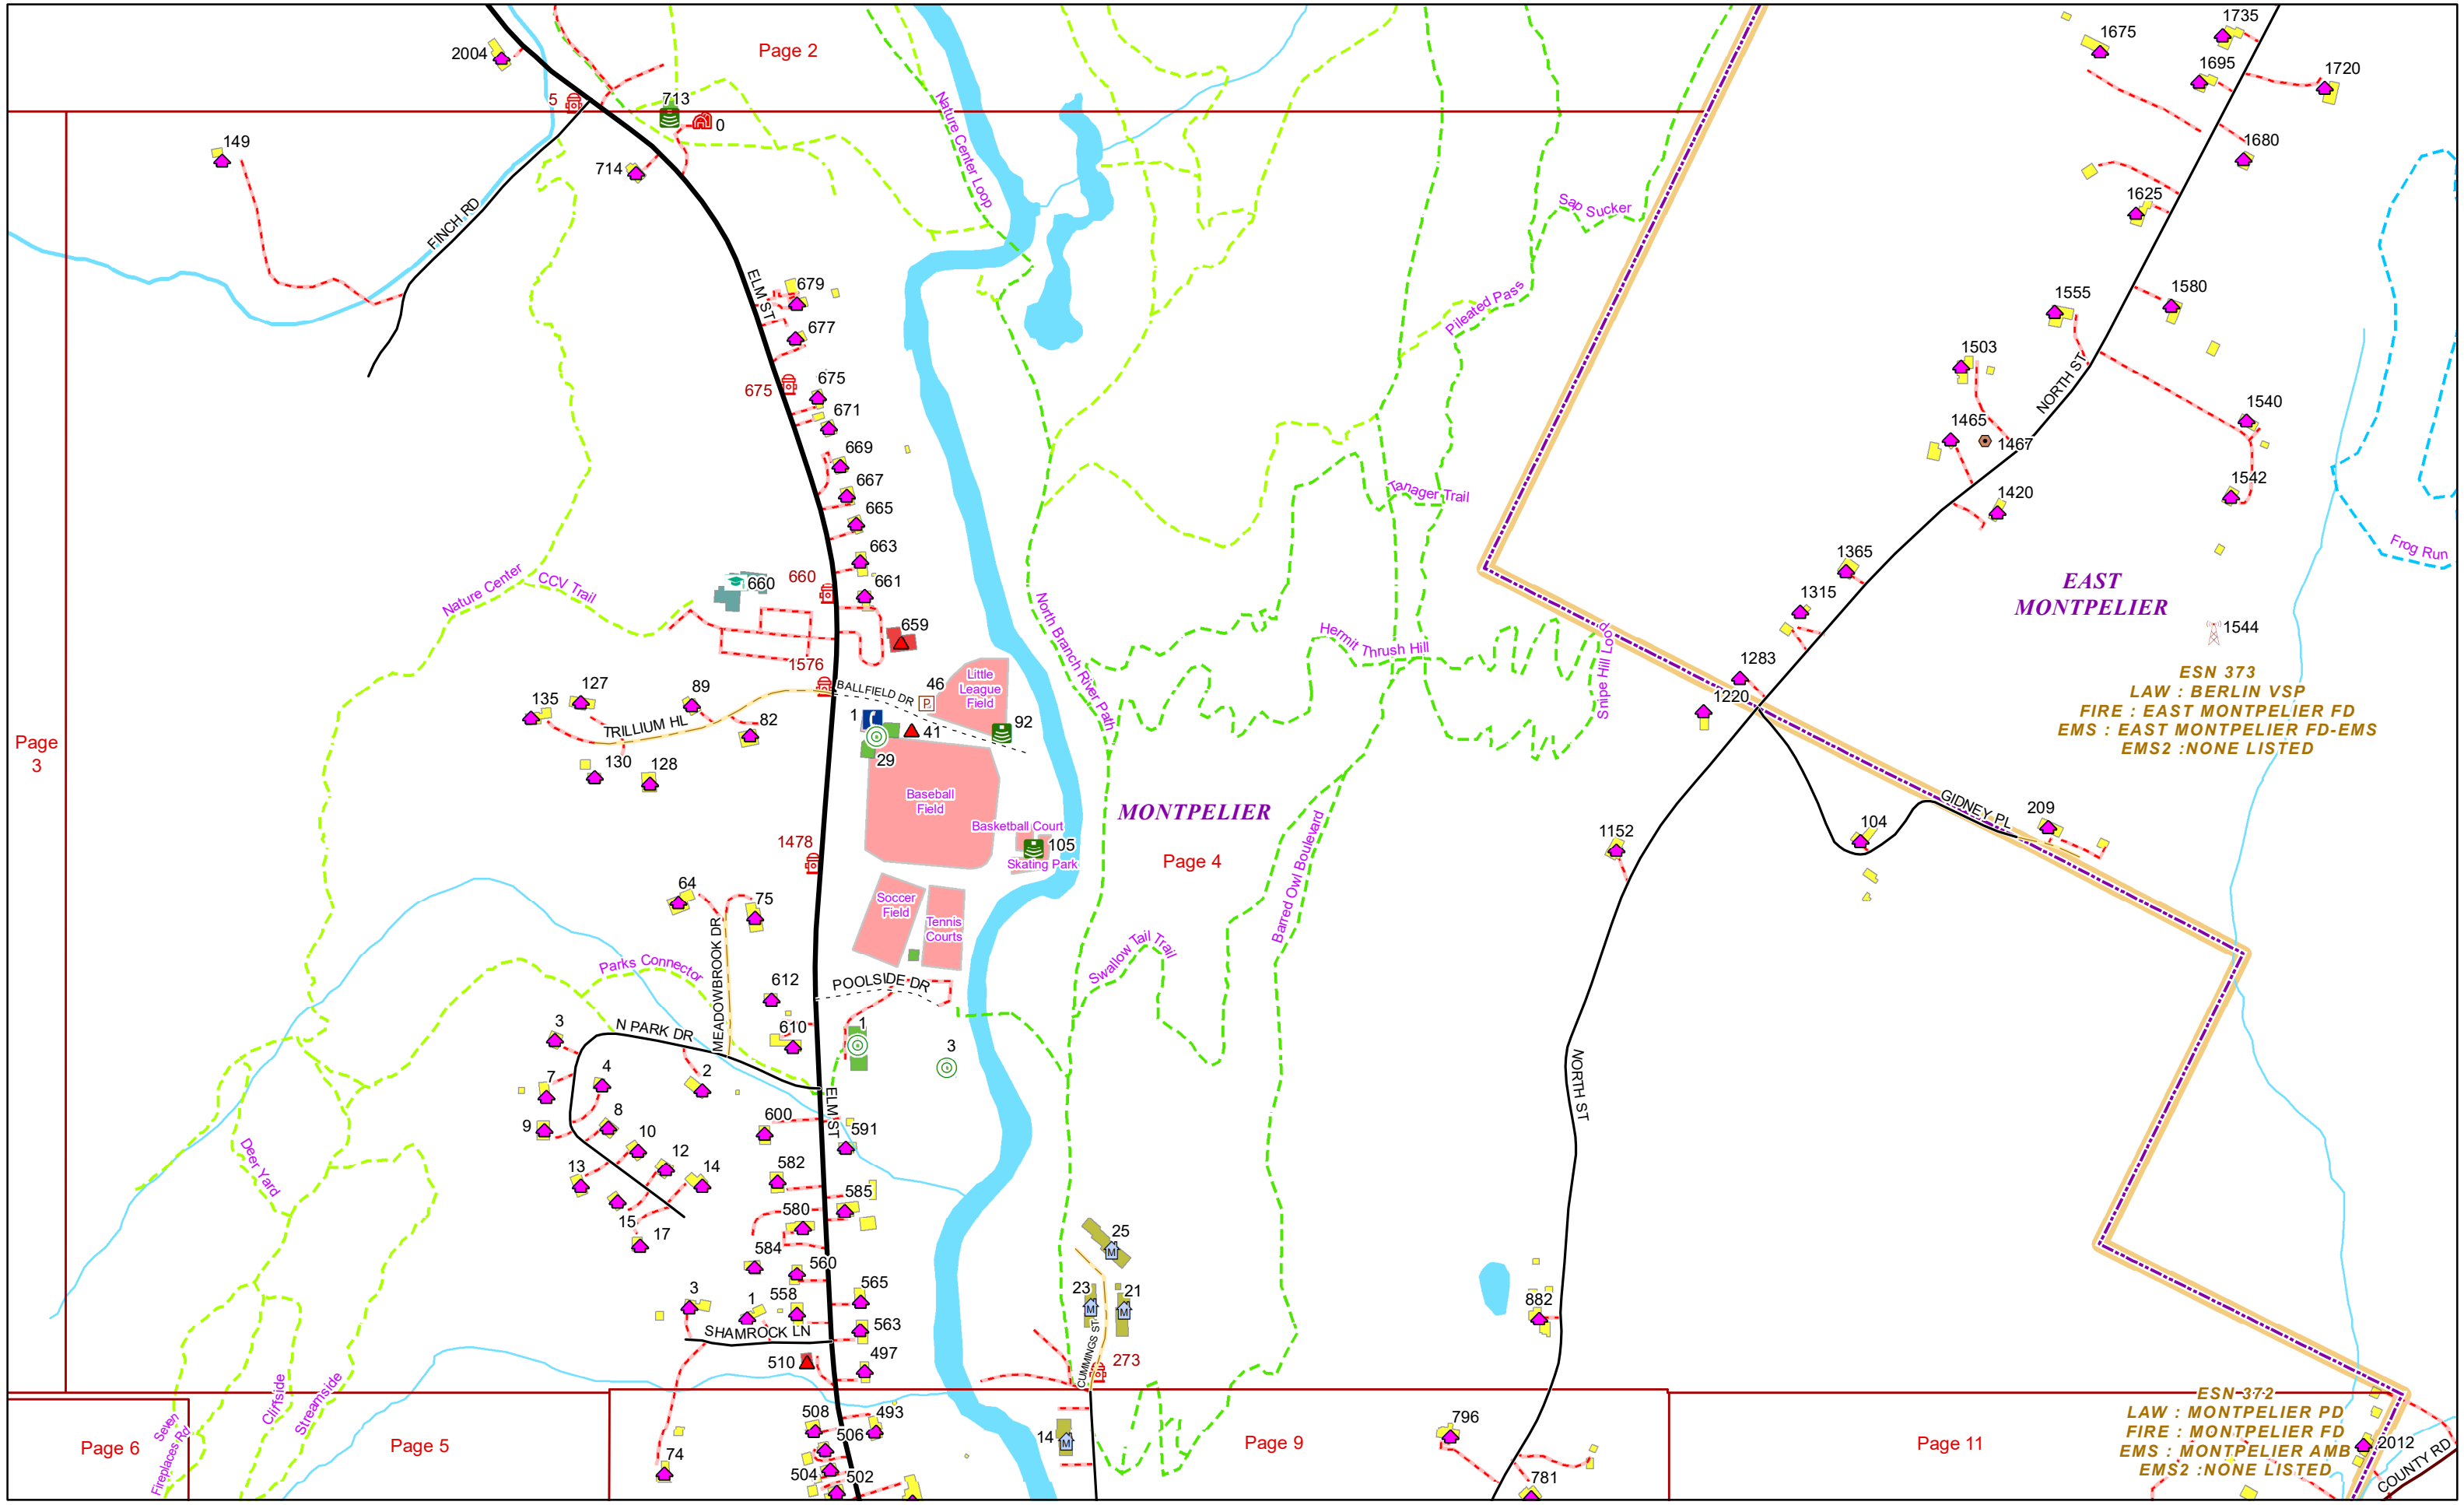 Page 2
2004
5
713
0
714
149
FINCH RD
Nature Center Loop
Sap Sucker
1675
1735
1695
1720
1680
1625
1555
1580
1503
NORTH ST
1465
1467
1540
1542
1420
1365
1315
1283
1220
EAST
MONTPELIER
1544
Frog Run
ESN 373
LAW : BERLIN VSP
FIRE : EAST MONTPELIER FD
EMS : EAST MONTPELIER FD-EMS
EMS2 :NONE LISTED
ELM ST
679
677
675
675
671
669
667
665
663
661
660
660
659
Pileated Pass
Tanager Trail
Hermit Thrush Hill
Snipe Hill Loo
North Branch River Path
Nature Center
CCV Trail
1576
BALLFIELD DR
46
P
Little
League
Field
1
41
92
29
135
127
89
82
TRILLIUM HL
130
128
Page
3
Baseball
Field
Basketball Court
105
Skating Park
MONTPELIER
Page 4
1478
Soccer
Field
Tennis
Courts
Barred Owl Boulevard
Swallow Tail Trail
1152
104
GIDNEY PL
209
64
75
MEADOWBROOK DR
Parks Connector
612
POOLSIDE DR
610
1
3
N PARK DR
3
4
2
7
8
9
10
12
13
14
15
17
600
ELM ST
591
582
585
580
584
560
565
558
563
3
1
SHAMROCK LN
510
497
NORTH ST
Deer Yard
25
M
23
M
21
M
CUMMINGS ST
273
882
Cliffside
Streamside
Seven
Fireplaces Rd
Page 6
Page 5
74
508
493
506
504
502
14
M
Page 9
796
781
Page 11
ESN 372
LAW : MONTPELIER PD
FIRE : MONTPELIER FD
EMS : MONTPELIER AMB
EMS2 :NONE LISTED
2012
COUNTY RD